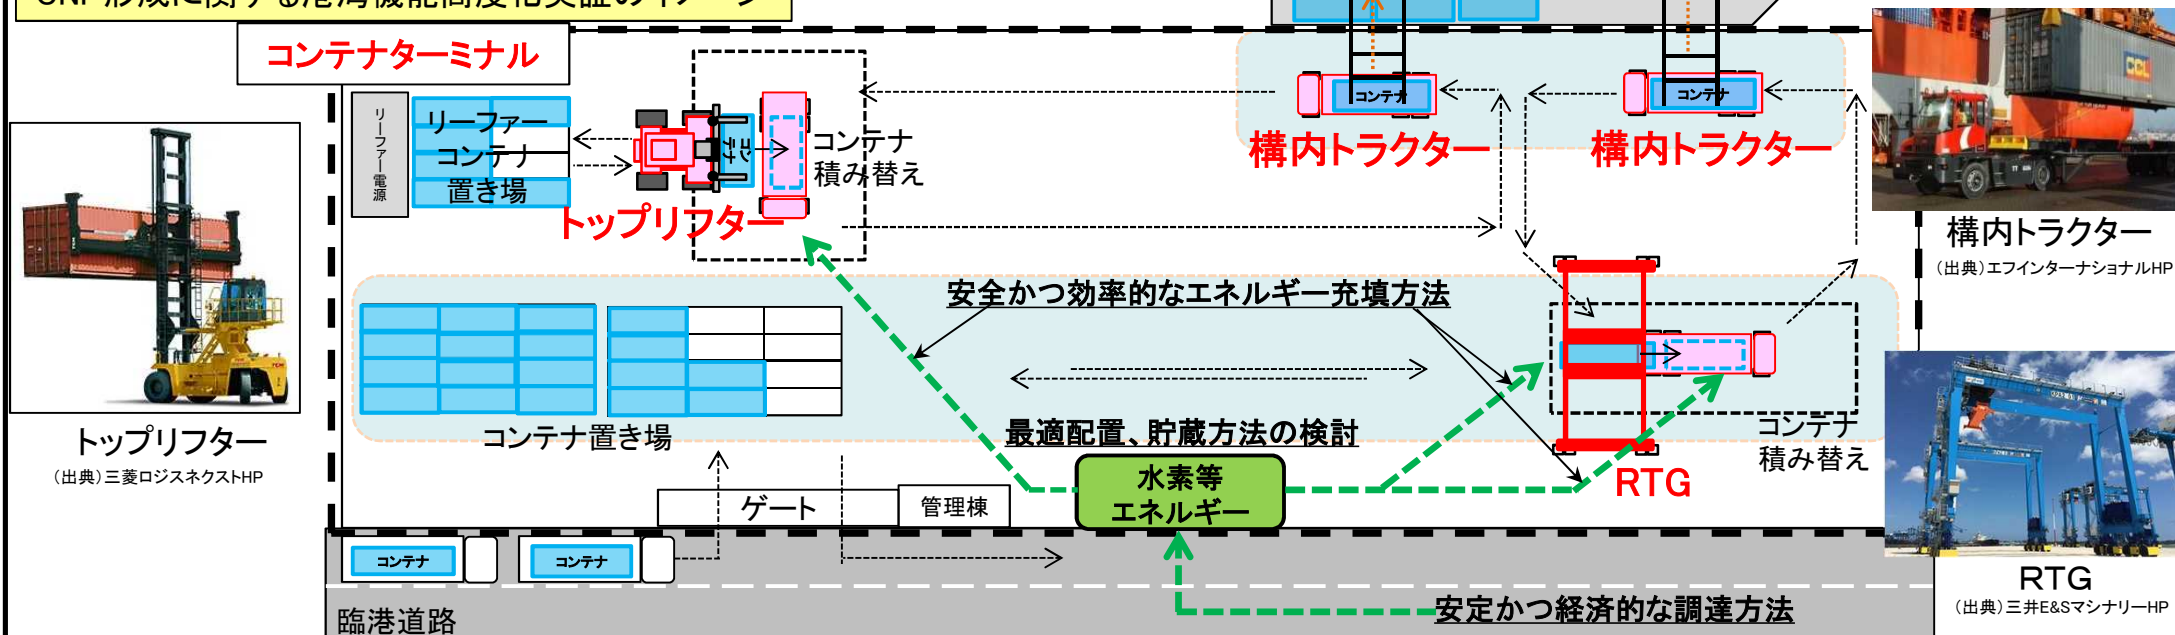 コンテナターミナル
リーファー電源
リーファー
コンテナ
置き場
コンテナ
コンテナ
積み替え
トップリフター
コンテナ
構内トラクター
コンテナ
構内トラクター
CCL
構内トラクター
(出典)エフインターナショナルHP
トップリフター
(出典)三菱ロジスネクストHP
安全かつ効率的なエネルギー充填方法
コンテナ置き場
最適配置、貯蔵方法の検討
コンテナ
積み替え
RTG
水素等
エネルギー
ゲート
管理棟
コンテナ
コンテナ
臨港道路
安定かつ経済的な調達方法
RTG
(出典)三井E&SマシナリーHP